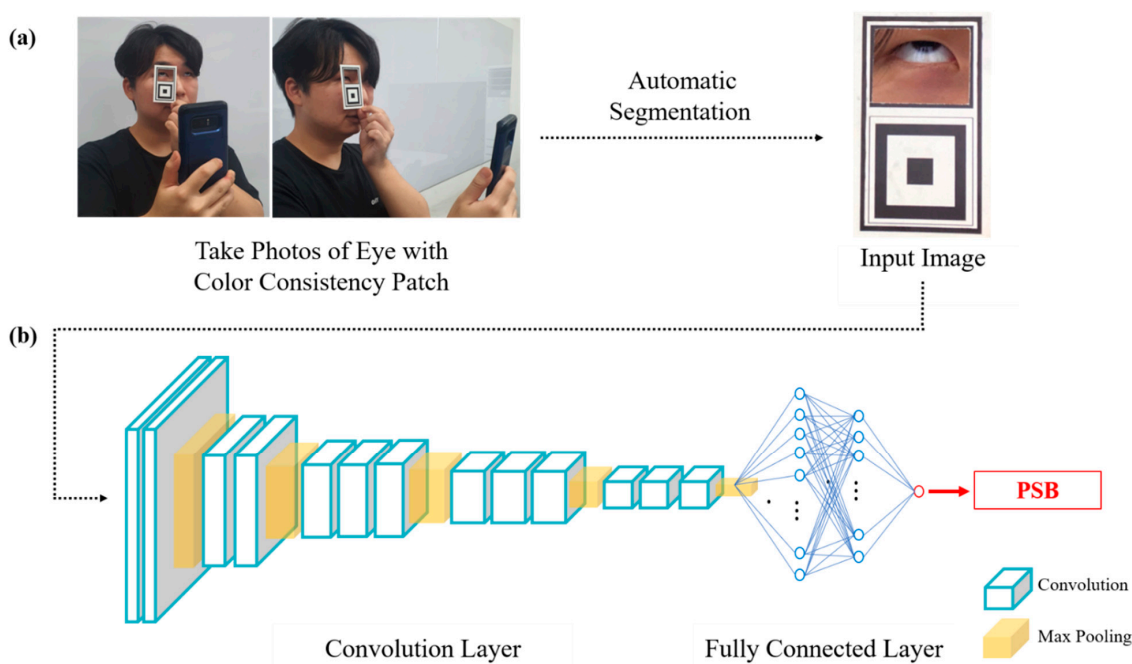 (a)
Automatic
Segmentation
Take Photos of Eye with
Color Consistency Patch
Input Image
(b)
PSB
Convolution
Max Pooling
Convolution Layer
Fully Connected Layer